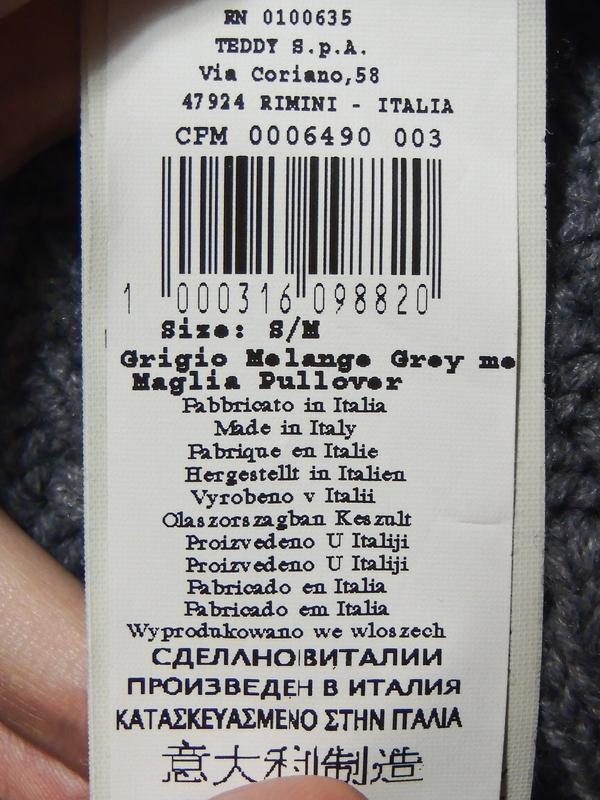 RN 0100635
TEDDY S.p.A.
Via Coriano,58
47924 RIMINI - ITALIA
CFM 0006490 003
1 000316 098820
Size: S/M
Grigio Melange Grey me
Maglia Pullover
Fabbricato in Italia
Made in Italy
Fabrique en Italie
Hergestellt in Italien
Vyrobeno v Italii
Olaszorszagban Keszult
Proizvedeno U Italiji
Proizvedeno U Italiji
Fabricado en Italia
Fabricado em Italia
Wyprodukowano we wloszech
СДЕЛАНО В ИТАЛИИ
ПРОИЗВЕДЕН В ИТАЛИЯ
ΚΑΤΑΣΚΕΥΑΣΜΕΝΟ ΣΤΗΝ ΙΤΑΛΙΑ
意大利制造